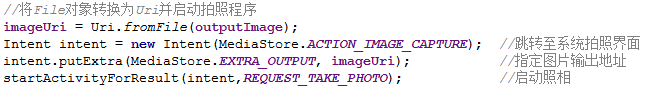 //将File对象转换为Uri并启动拍照程序
imageUri = Uri.fromFile(outputImage);
Intent intent = new Intent(MediaStore.ACTION_IMAGE_CAPTURE); //跳转至系统拍照界面
intent.putExtra(MediaStore.EXTRA_OUTPUT, imageUri); //指定图片输出地址
startActivityForResult(intent,REQUEST_TAKE_PHOTO); //启动照相